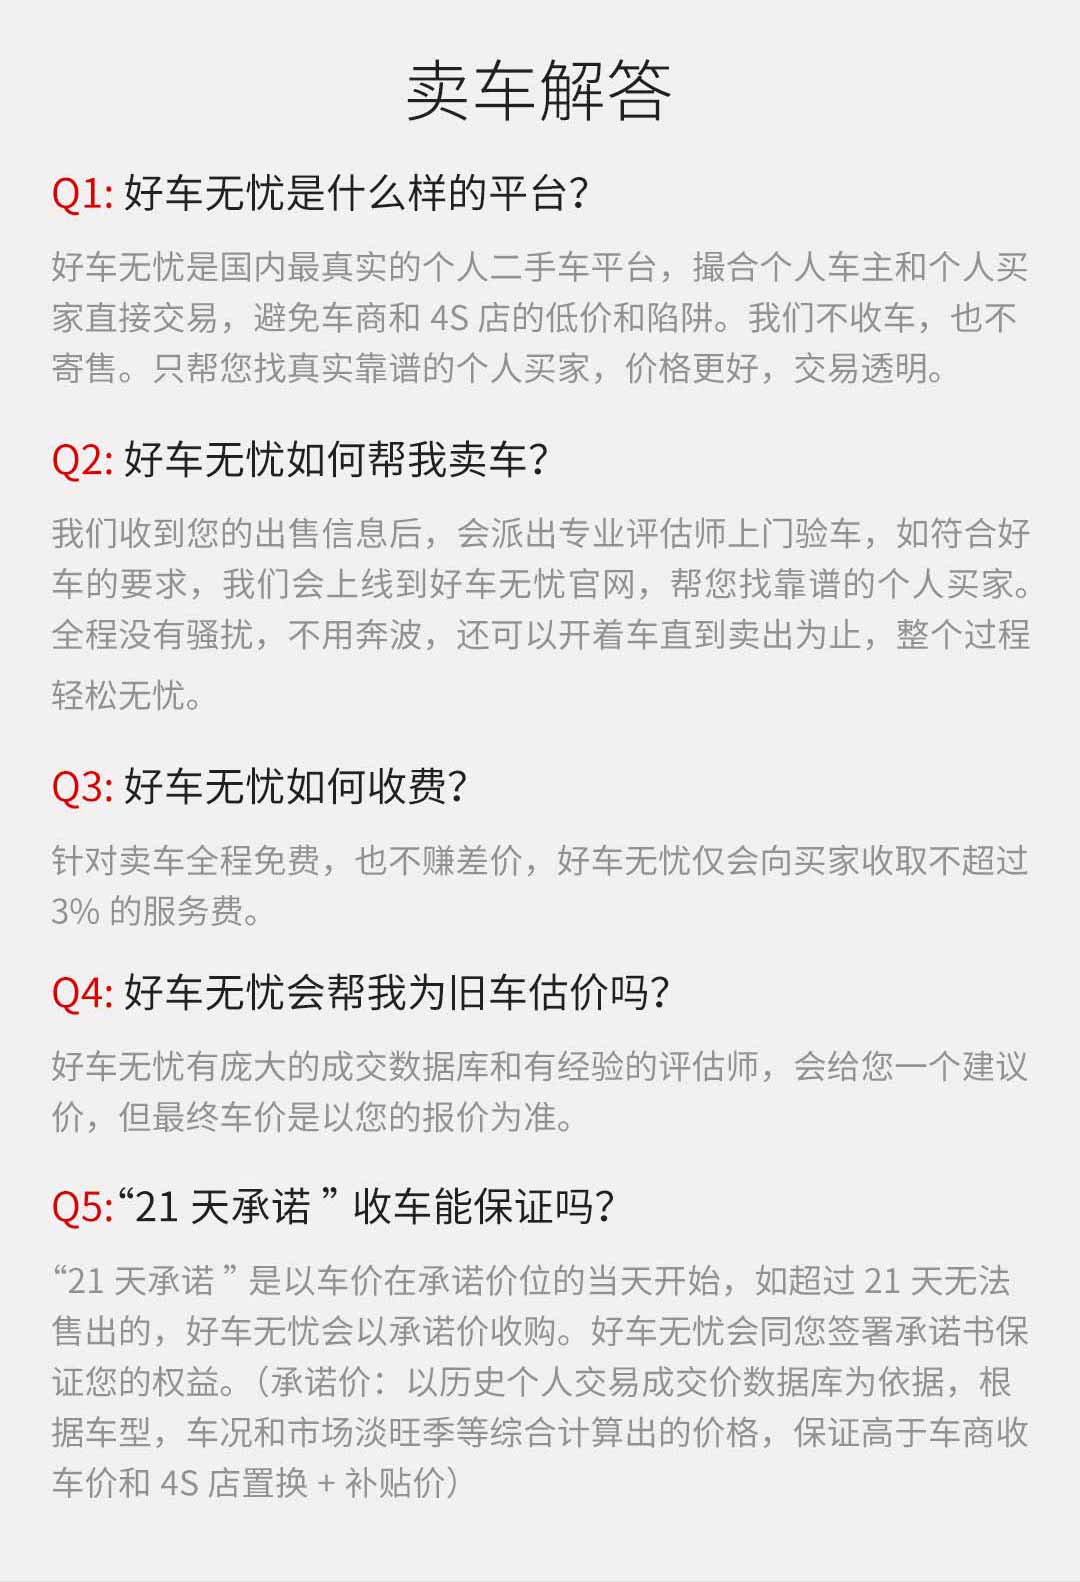 卖车解答
Q1: 好车无忧是什么样的平台？
好车无忧是国内最真实的个人二手车平台，撮合个人车主和个人买
家直接交易，避免车商和 4S 店的低价和陷阱。我们不收车，也不
寄售。只帮您找真实靠谱的个人买家，价格更好，交易透明。
Q2: 好车无忧如何帮我卖车？
我们收到您的出售信息后，会派出专业评估师上门验车，如符合好
车的要求，我们会上线到好车无忧官网，帮您找靠谱的个人买家。
全程没有骚扰，不用奔波，还可以开着车直到卖出为止，整个过程
轻松无忧。
Q3: 好车无忧如何收费？
针对卖车全程免费，也不赚差价，好车无忧仅会向买家收取不超过
3% 的服务费。
Q4: 好车无忧会帮我为旧车估价吗？
好车无忧有庞大的成交数据库和有经验的评估师，会给您一个建议
价，但最终车价是以您的报价为准。
Q5:“21 天承诺 ” 收车能保证吗？
“21 天承诺 ” 是以车价在承诺价位的当天开始，如超过 21 天无法
售出的，好车无忧会以承诺价收购。好车无忧会同您签署承诺书保
证您的权益。（承诺价：以历史个人交易成交价数据库为依据，根
据车型，车况和市场淡旺季等综合计算出的价格，保证高于车商收
车价和 4S 店置换 + 补贴价）